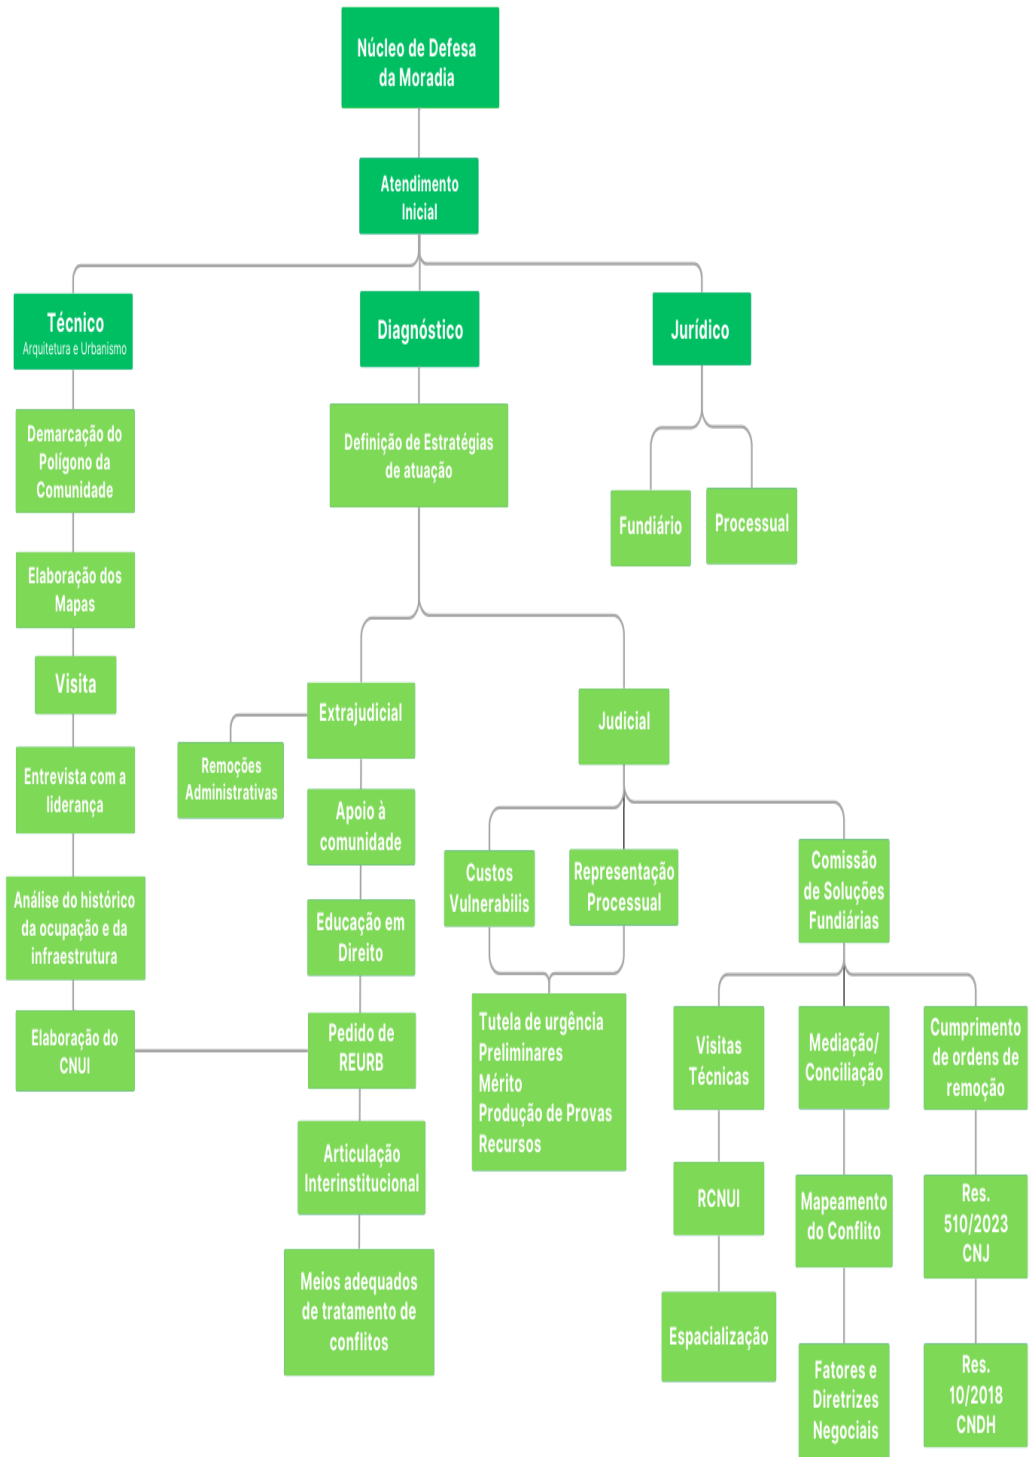 Núcleo de Defesa
da Moradia
Atendimento
Inicial
Técnico
Arquitetura e Urbanismo
Diagnóstico
Jurídico
Demarcação do
Polígono da
Comunidade
Definição de Estratégias
de atuação
Fundiário
Processual
Elaboração dos
Mapas
Visita
Entrevista com a
liderança
Análise do histórico
da ocupação e da
infraestrutura
Elaboração do
CNUI
Extrajudicial
Remoções
Administrativas
Apoio à
comunidade
Educação em
Direito
Pedido de
REURB
Articulação
Interinstitucional
Meios adequados
de tratamento de
conflitos
Judicial
Custos
Vulnerabilis
Representação
Processual
Tutela de urgência
Preliminares
Mérito
Produção de Provas
Recursos
Comissão
de Soluções
Fundiárias
Visitas
Técnicas
RCNUI
Espacialização
Mediação/
Conciliação
Mapeamento
do Conflito
Fatores e
Diretrizes
Negociais
Cumprimento
de ordens de
remoção
Res.
510/2023
CNJ
Res.
10/2018
CNDH